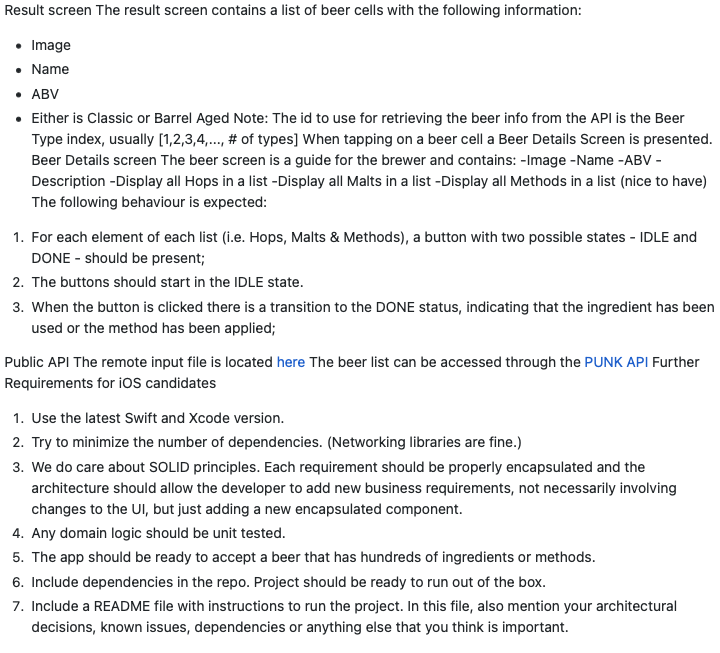 Result screen The result screen contains a list of beer cells with the following information:
• Image
• Name
• ABV
• Either is Classic or Barrel Aged Note: The id to use for retrieving the beer info from the API is the Beer
Type index, usually [1,2,3,4,..., # of types] When tapping on a beer cell a Beer Details Screen is presented.
Beer Details screen The beer screen is a guide for the brewer and contains: -Image -Name -ABV -
Description -Display all Hops in a list -Display all Malts in a list -Display all Methods in a list (nice to have)
The following behaviour is expected:
1. For each element of each list (i.e. Hops, Malts & Methods), a button with two possible states - IDLE and
DONE - should be present;
2. The buttons should start in the IDLE state.
3. When the button is clicked there is a transition to the DONE status, indicating that the ingredient has been
used or the method has been applied;
Public API The remote input file is located here The beer list can be accessed through the PUNK API Further
Requirements for iOS candidates
1. Use the latest Swift and Xcode version.
2. Try to minimize the number of dependencies. (Networking libraries are fine.)
3. We do care about SOLID principles. Each requirement should be properly encapsulated and the
architecture should allow the developer to add new business requirements, not necessarily involving
changes to the UI, but just adding a new encapsulated component.
4. Any domain logic should be unit tested.
5. The app should be ready to accept a beer that has hundreds of ingredients or methods.
6. Include dependencies in the repo. Project should be ready to run out of the box.
7. Include a README file with instructions to run the project. In this file, also mention your architectural
decisions, known issues, dependencies or anything else that you think is important.